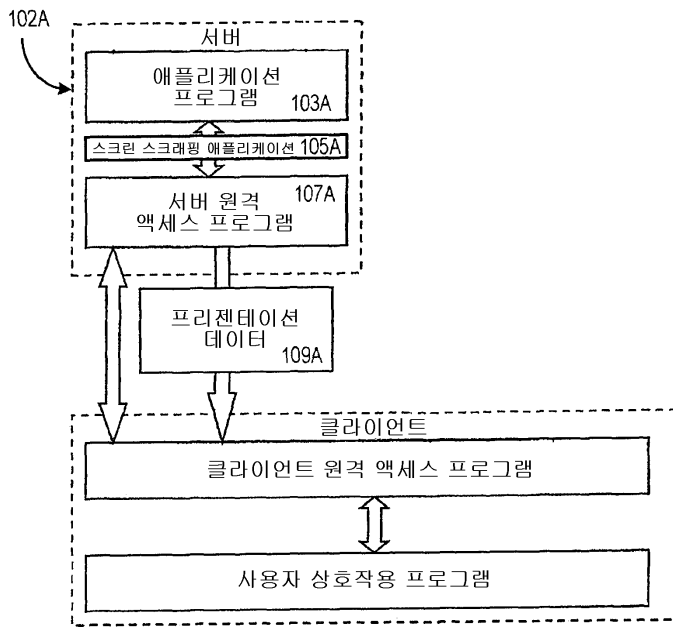 102A
서버
애플리케이션
프로그램 103A
스크린 스크래핑 애플리케이션 105A
107A
서버 원격
액세스 프로그램
프리젠테이션
데이터
109A
클라이언트
클라이언트 원격 액세스 프로그램
사용자 상호작용 프로그램